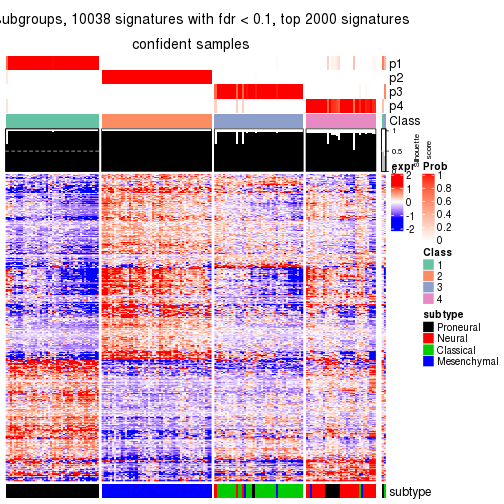 subgroups, 10038 signatures with fdr < 0.1, top 2000 signatures
confident samples
p1
p2
p3
p4
Class
1
0.5
silhouette
score
expr
2
1
0
-1
-2
Prob
1
0.8
0.6
0.4
0.2
0
Class
1
2
3
4
subtype
Proneural
Neural
Classical
Mesenchymal
subtype